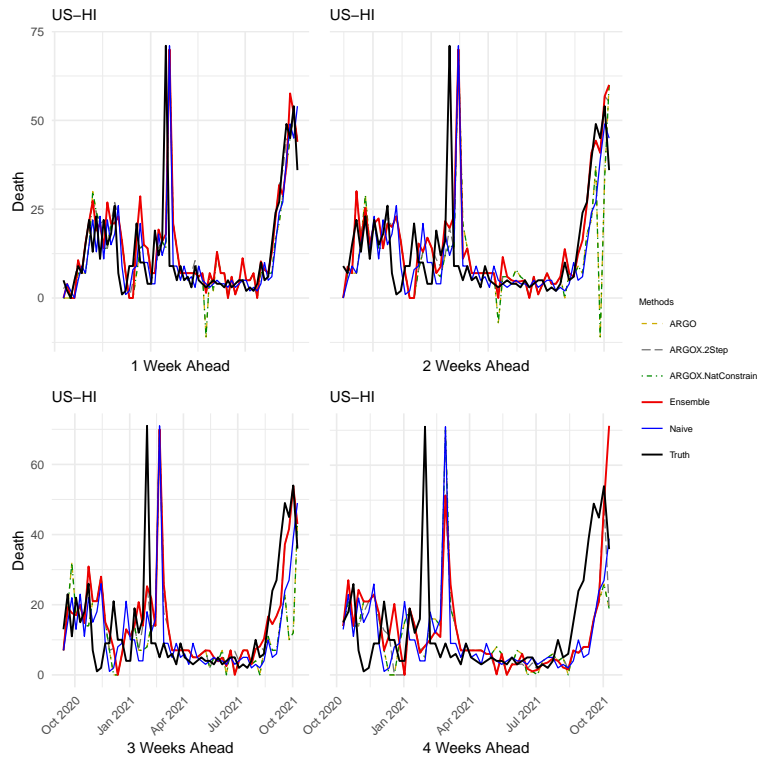 US−HI
US−HI
75
50
25
0
Death
1 Week Ahead
2 Weeks Ahead
US−HI
US−HI
60
40
20
0
Death
Oct 2020
Jan 2021
Apr 2021
Jul 2021
Oct 2021
Oct 2020
Jan 2021
Apr 2021
Jul 2021
Oct 2021
3 Weeks Ahead
4 Weeks Ahead
Methods
ARGO
ARGOX.2Step
ARGOX.NatConstrain
Ensemble
Naive
Truth